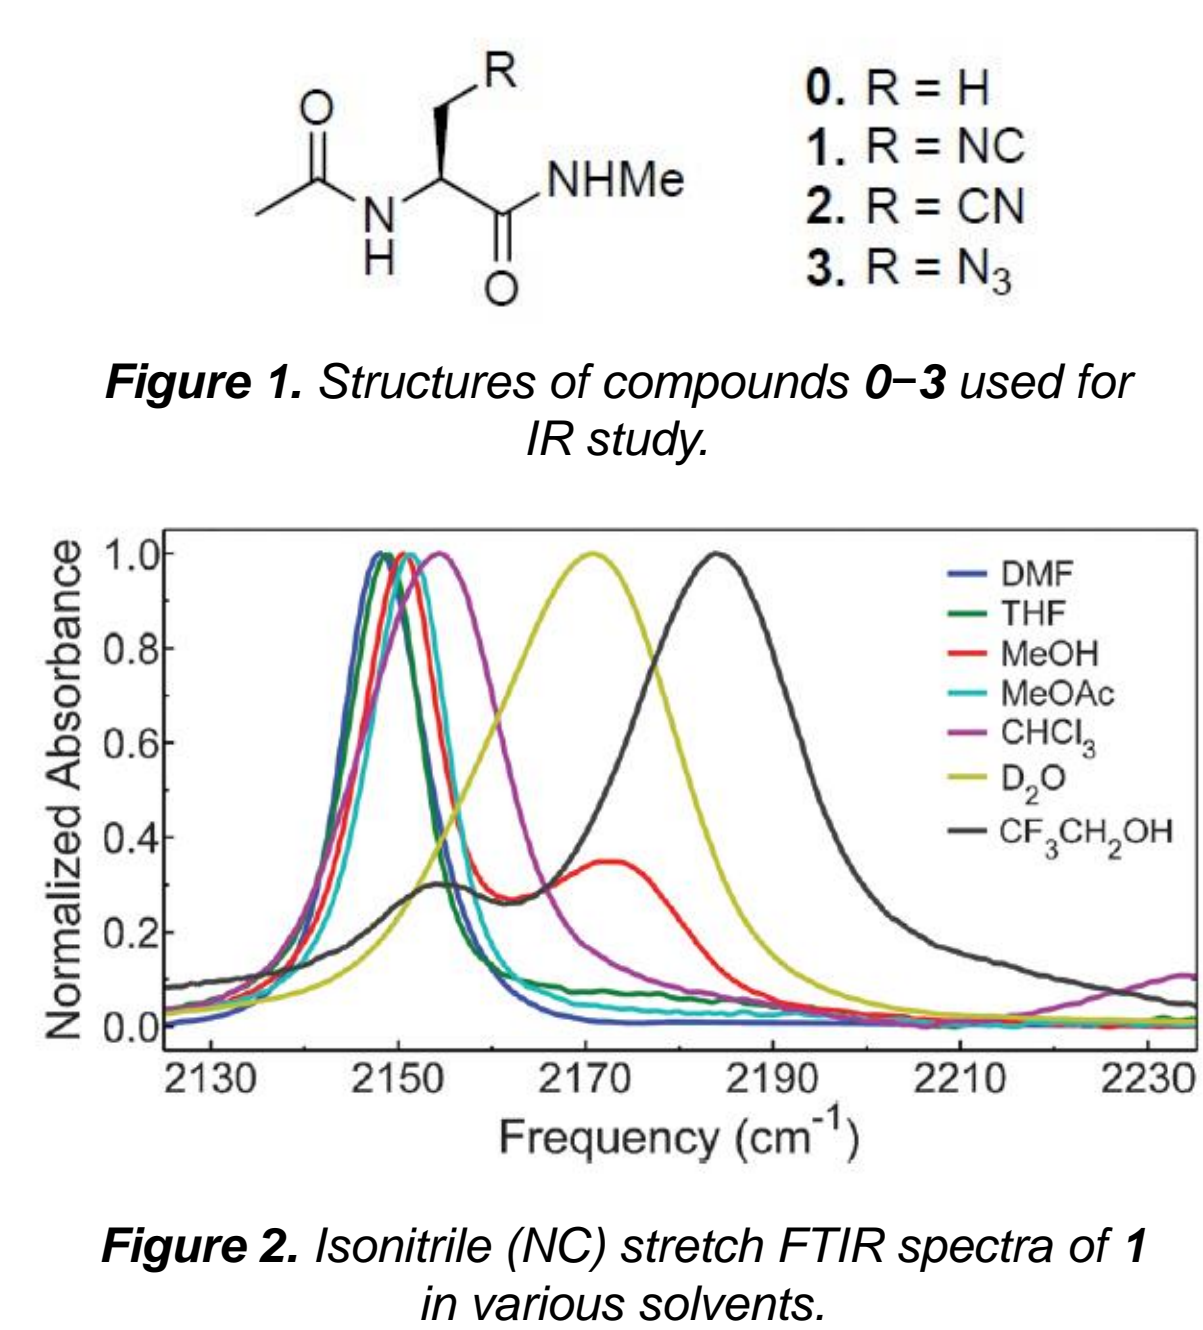 R
O
NHMe
N
H
O
0. R = H
1. R = NC
2. R = CN
3. R = N₃
Figure 1. Structures of compounds 0−3 used for
IR study.
Normalized Absorbance
1.0
0.8
0.6
0.4
0.2
0.0
DMF
THF
MeOH
MeOAc
CHCl₃
D₂O
CF₃CH₂OH
2130 2150 2170 2190 2210 2230
Frequency (cm⁻¹)
Figure 2. Isonitrile (NC) stretch FTIR spectra of 1
in various solvents.